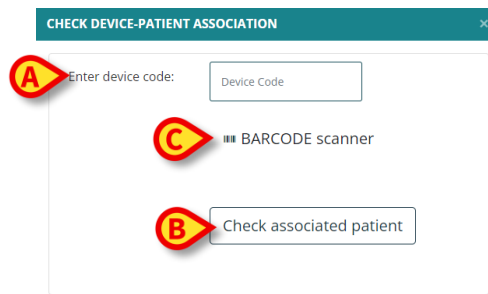 CHECK DEVICE-PATIENT ASSOCIATION ×
A Enter device code: Device Code
C BARCODE scanner
B Check associated patient